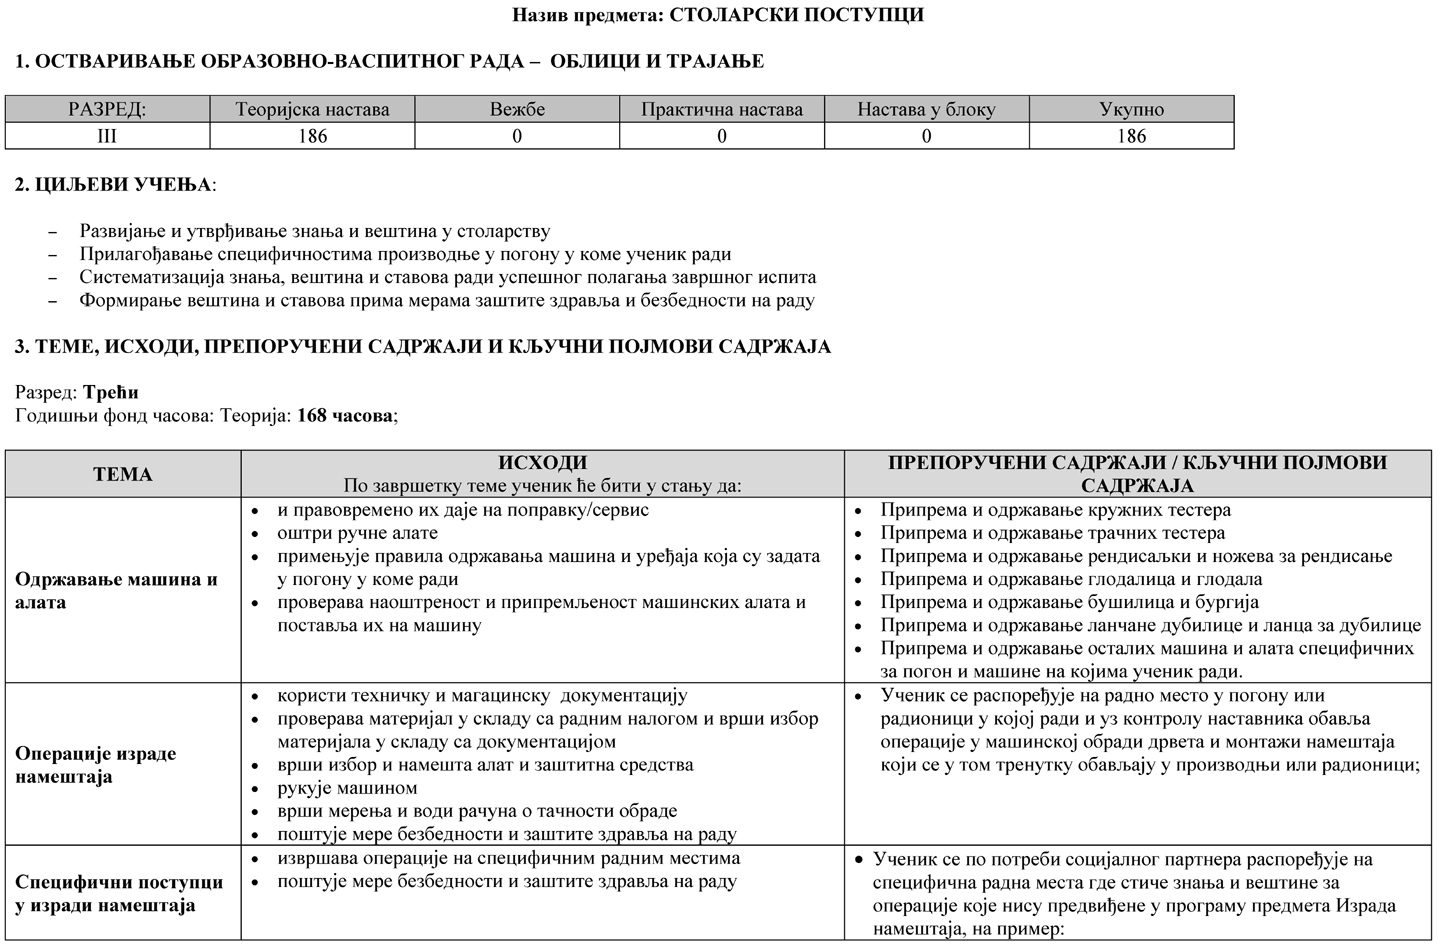 Назив предмета: СТОЛАРСКИ ПОСТУПЦИ
1. ОСТВАРИВАЊЕ ОБРАЗОВНО-ВАСПИТНОГ РАДА – ОБЛИЦИ И ТРАЈАЊЕ
РАЗРЕД: Теоријска настава Вежбе Практична настава Настава у блоку Укупно
III 186 0 0 0 186
2. ЦИЉЕВИ УЧЕЊА:
– Развијање и утврђивање знања и вештина у столарству
– Прилагођавање специфичностима производње у погону у коме ученик ради
– Систематизација знања, вештина и ставова ради успешног полагања завршног испита
– Формирање вештина и ставова прима мерама заштите здравља и безбедности на раду
3. ТЕМЕ, ИСХОДИ, ПРЕПОРУЧЕНИ САДРЖАЈИ И КЉУЧНИ ПОЈМОВИ САДРЖАЈА
Разред: Трећи
Годишњи фонд часова: Теорија: 168 часова;
ТЕМА
ИСХОДИ
По завршетку теме ученик ће бити у стању да:
ПРЕПОРУЧЕНИ САДРЖАЈИ / КЉУЧНИ ПОЈМОВИ
САДРЖАЈА
Одржавање машина и
алата
• и правовремено их даје на поправку/сервис
• оштри ручне алате
• примењује правила одржавања машина и уређаја која су задата
у погону у коме ради
• проверава наоштреност и припремљеност машинских алата и
поставља их на машину
• Припрема и одржавање кружних тестера
• Припрема и одржавање трачних тестера
• Припрема и одржавање рендисаљки и ножева за рендисање
• Припрема и одржавање глодалица и глодала
• Припрема и одржавање бушилица и бургија
• Припрема и одржавање ланчане дубилице и ланца за дубилице
• Припрема и одржавање осталих машина и алата специфичних
за погон и машине на којима ученик ради.
Операције израде
намештаја
• користи техничку и магацинску документацију
• проверава материјал у складу са радним налогом и врши избор
материјала у складу са документацијом
• врши избор и намешта алат и заштитна средства
• рукује машином
• врши мерења и води рачуна о тачности обраде
• поштује мере безбедности и заштите здравља на раду
• Ученик се распоређује на радно место у погону или
радионици у којој ради и уз контролу наставника обавља
операције у машинској обради дрвета и монтажи намештаја
који се у том тренутку обављају у производњи или радионици;
Специфични поступци
у изради намештаја
• извршава операције на специфичним радним местима
• поштује мере безбедности и заштите здравља на раду
• Ученик се по потреби социјалног партнера распоређује на
специфична радна места где стиче знања и вештине за
операције које нису предвиђене у програму предмета Израда
намештаја, на пример: